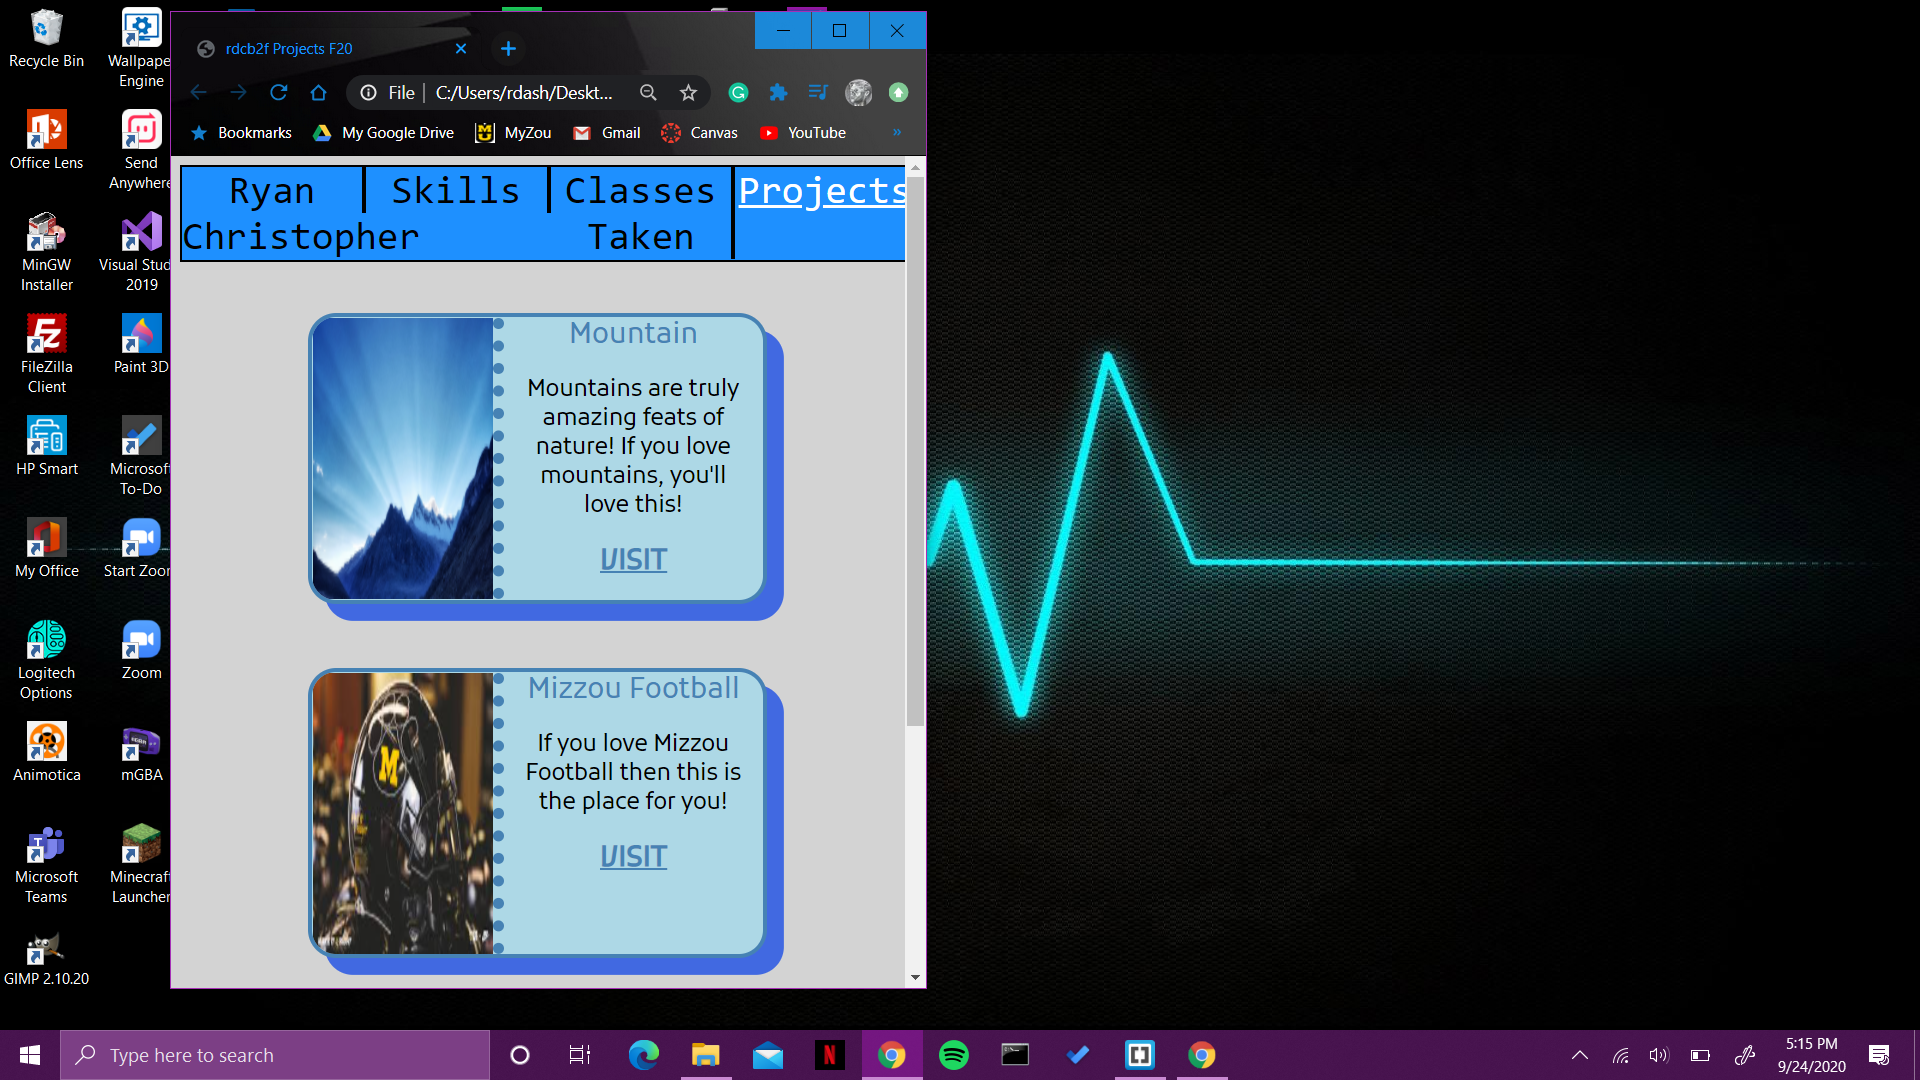 Recycle Bin
Wallpape
Engine
Office Lens
Send
Anywhere
MinGW
Installer
Visual Stud
2019
FileZilla
Client
Paint 3D
HP Smart
Microsoft
To-Do
My Office
Start Zoor
Logitech
Options
Zoom
Animotica
mGBA
Microsoft
Teams
Minecraft
Launcher
GIMP 2.10.20
rdcb2f Projects F20
File
C:/Users/rdash/Deskt...
Bookmarks
My Google Drive
MyZou
Gmail
Canvas
YouTube
»
Ryan
Christopher
Skills
Classes
Taken
Projects
Mountain
Mountains are truly
amazing feats of
nature! If you love
mountains, you'll
love this!
VISIT
M
Mizzou Football
If you love Mizzou
Football then this is
the place for you!
VISIT
Type here to search
N
5:15 PM
9/24/2020